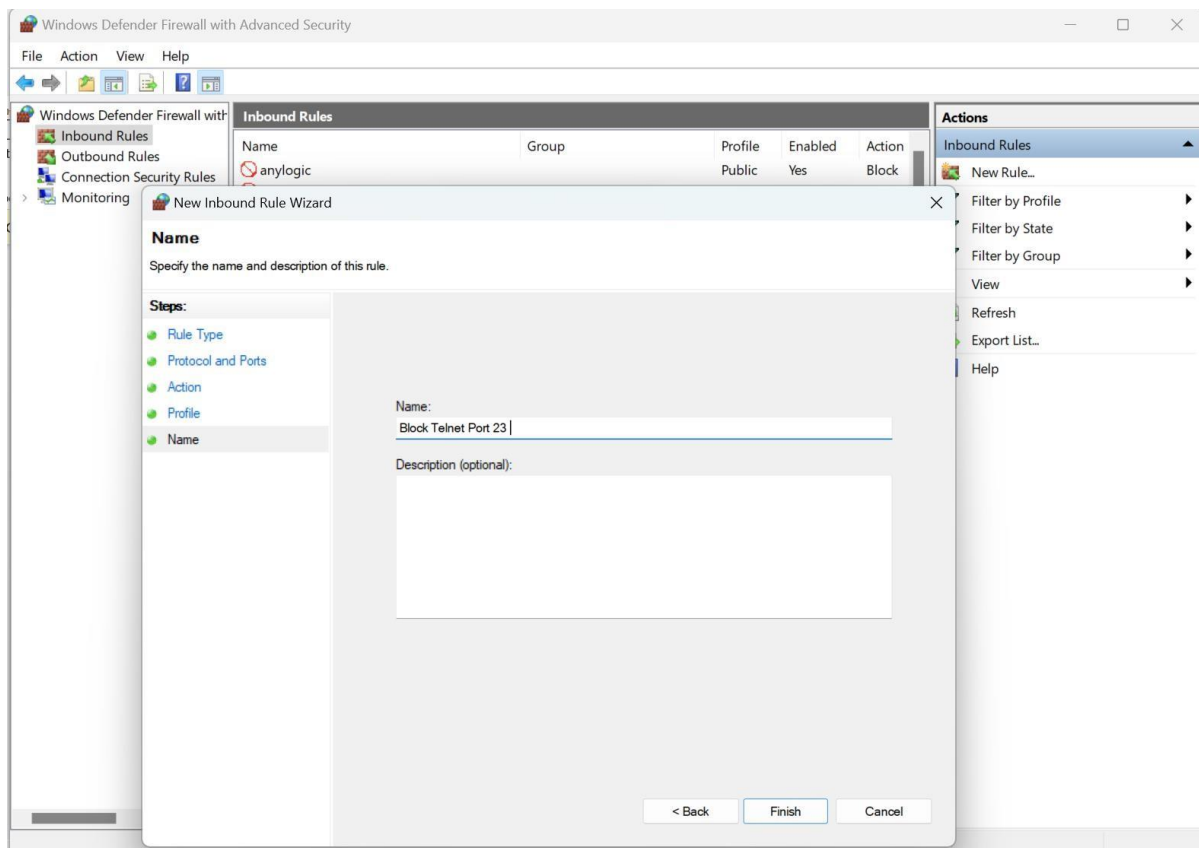 Windows Defender Firewall with Advanced Security
File Action View Help
Windows Defender Firewall with
Inbound Rules
Outbound Rules
Connection Security Rules
Monitoring
Inbound Rules
Name Group Profile Enabled Action
anylogic Public Yes Block
Actions
Inbound Rules
New Rule...
Filter by Profile
Filter by State
Filter by Group
View
Refresh
Export List...
Help
New Inbound Rule Wizard
Name
Specify the name and description of this rule.
Steps:
Rule Type
Protocol and Ports
Action
Profile
Name
Name:
Block Telnet Port 23
Description (optional):
< Back Finish Cancel